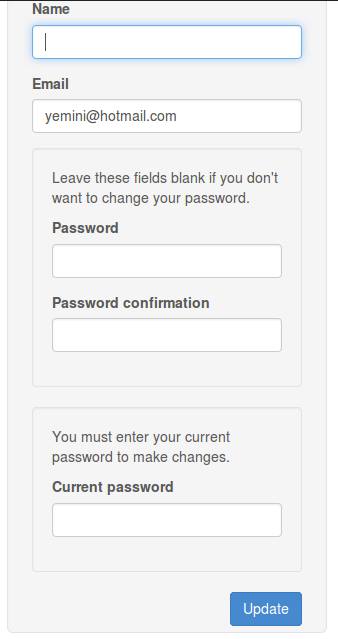 Name
Email
yemini@hotmail.com
Leave these fields blank if you don't
want to change your password.
Password
Password confirmation
You must enter your current
password to make changes.
Current password
Update